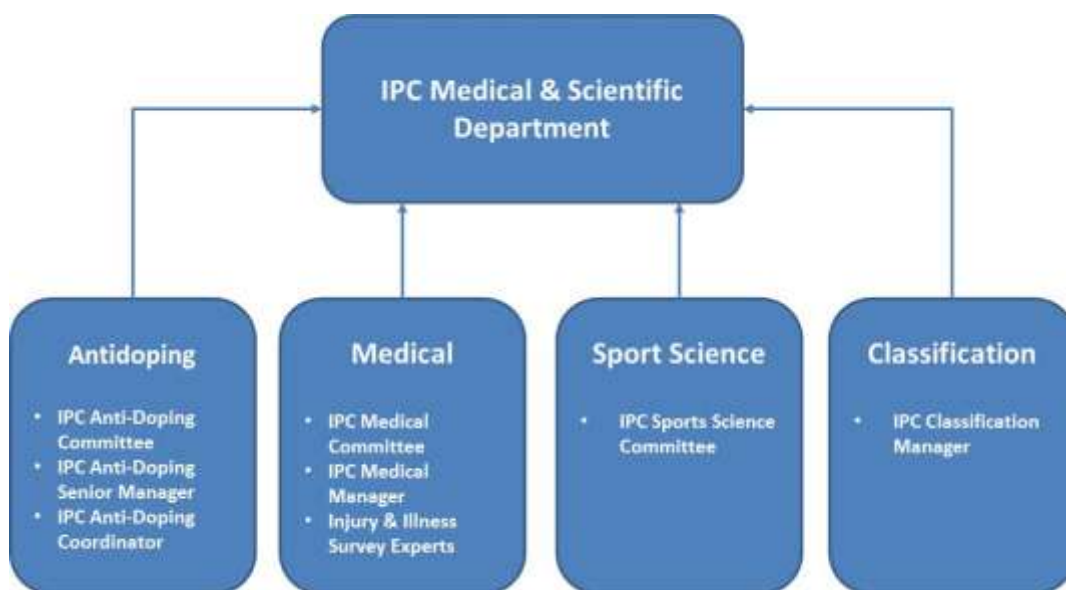 IPC Medical & Scientific
Department
Antidoping
• IPC Anti-Doping
Committee
• IPC Anti-Doping
Senior Manager
• IPC Anti-Doping
Coordinator
Medical
• IPC Medical
Committee
• IPC Medical
Manager
• Injury & Illness
Survey Experts
Sport Science
• IPC Sports Science
Committee
Classification
• IPC Classification
Manager